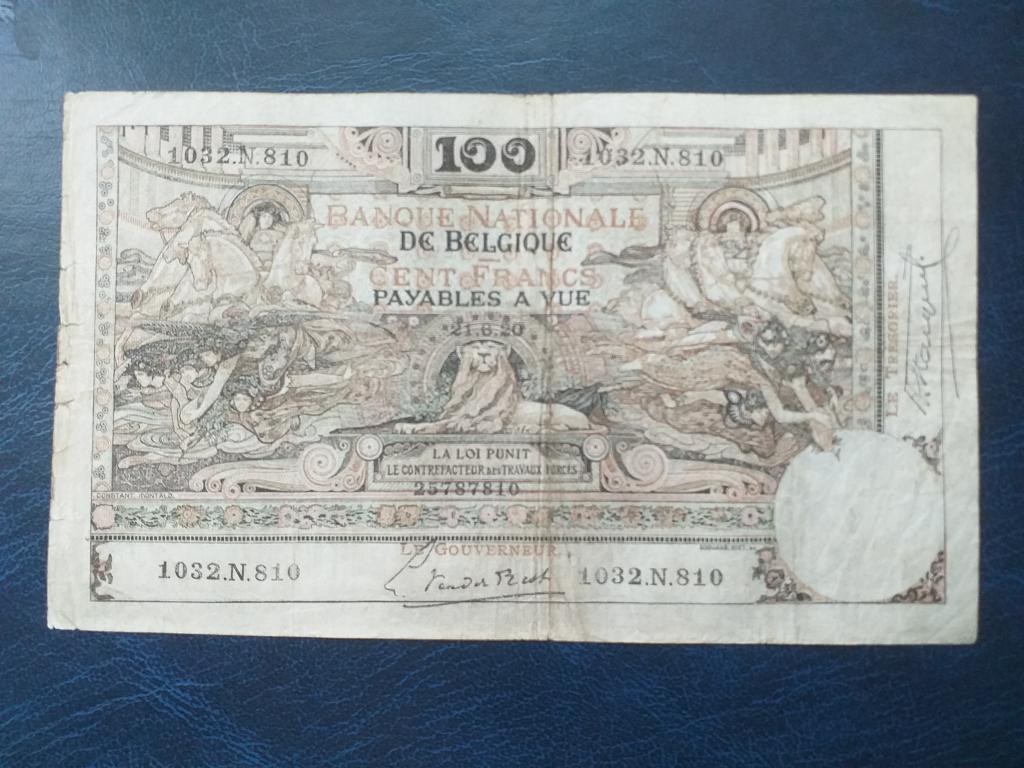 1032.N.810 100 1032.N.810
BANQUE NATIONALE
DE BELGIQUE
CENT FRANCS
PAYABLES A VUE
21.6.20
LA LOI PUNIT
LE CONTREFACTEUR DES TRAVAUX FORCÉS
25787810
CONSTANT. MONTALD.
LE GOUVERNEUR.
1032.N.810 1032.N.810
LE TRESORIER.